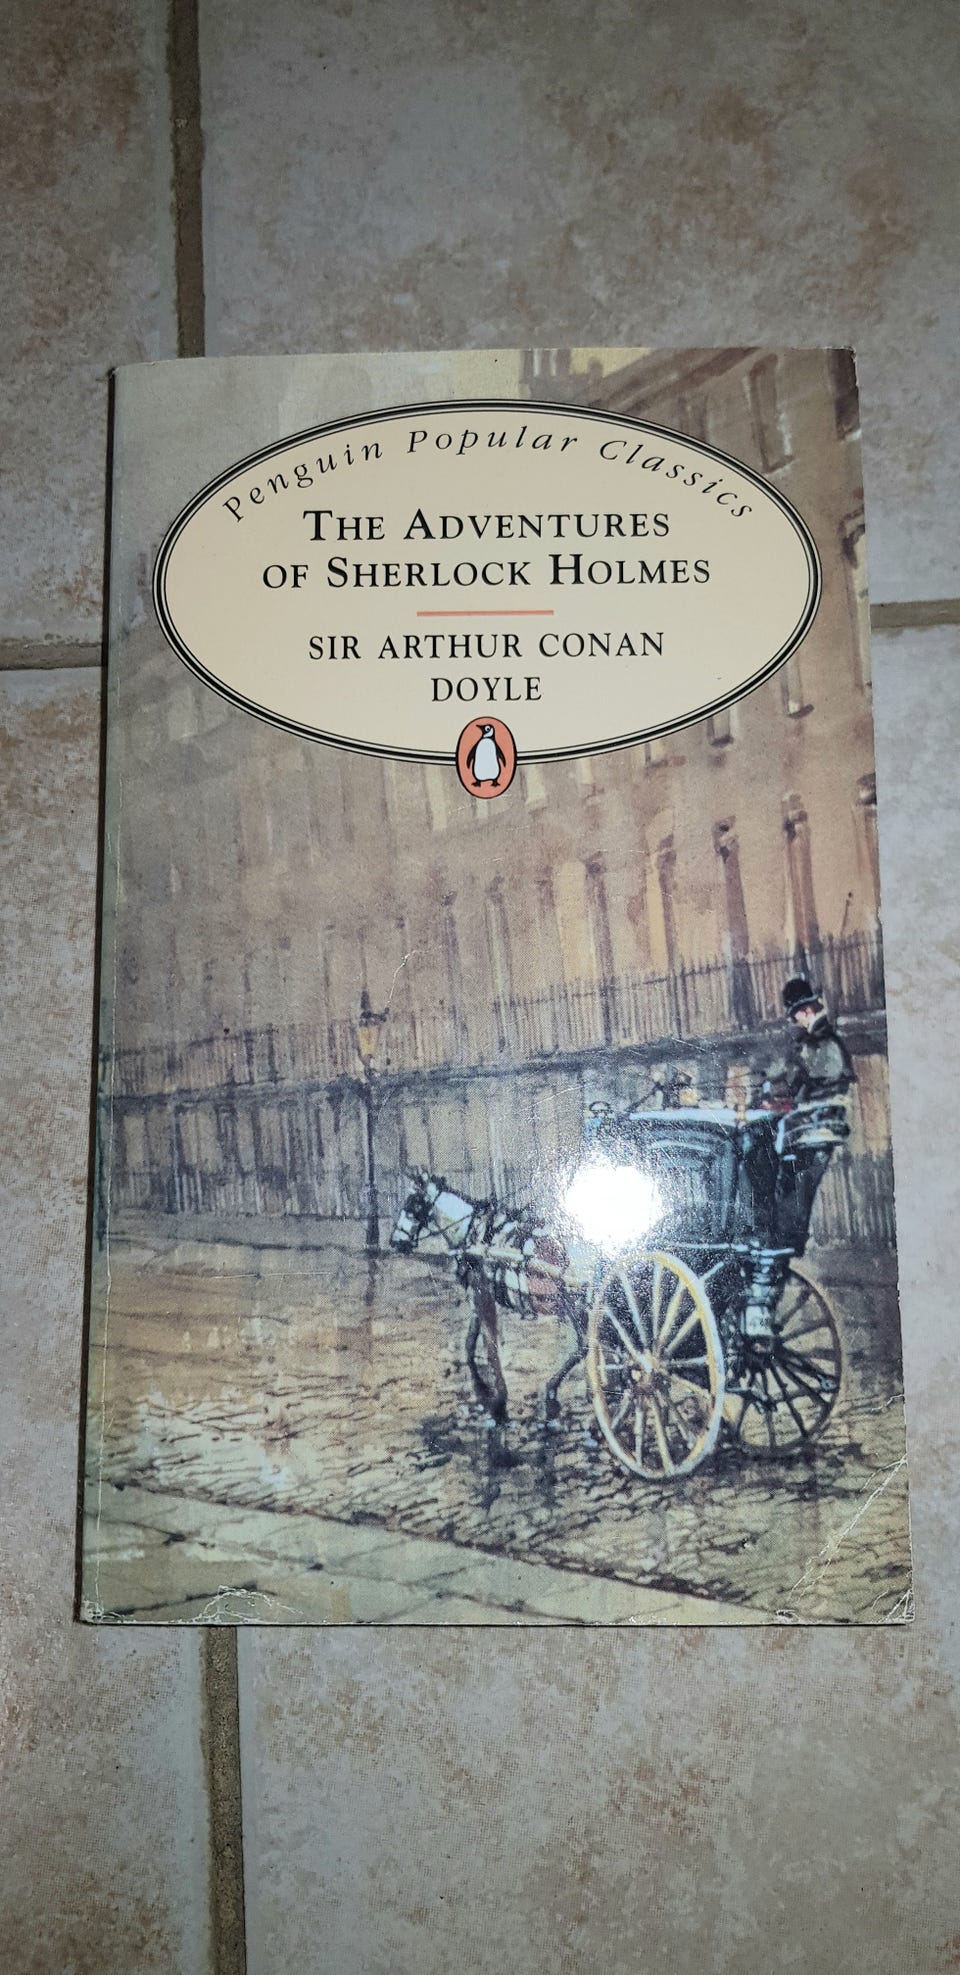 Penguin Popular Classics
THE ADVENTURES
OF SHERLOCK HOLMES
SIR ARTHUR CONAN
DOYLE